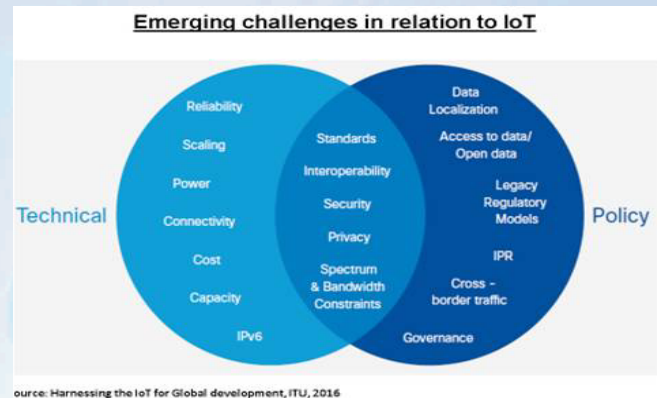 Emerging challenges in relation to IoT
Technical
Reliability
Scaling
Power
Connectivity
Cost
Capacity
IPv6
Standards
Interoperability
Security
Privacy
Spectrum
& Bandwidth
Constraints
Data
Localization
Access to data/
Open data
Legacy
Regulatory
Models
IPR
Cross –
border traffic
Governance
Policy
ource: Harnessing the IoT for Global development, ITU, 2016